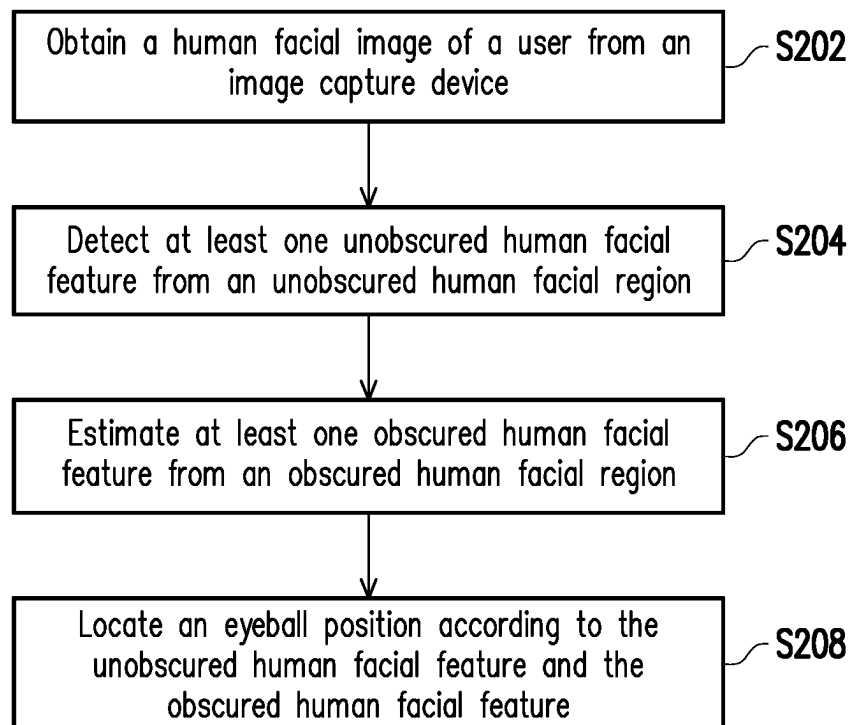 Obtain a human facial image of a user from an
image capture device
S202
Detect at least one unobscured human facial
feature from an unobscured human facial region
S204
Estimate at least one obscured human facial
feature from an obscured human facial region
S206
Locate an eyeball position according to the
unobscured human facial feature and the
obscured human facial feature
S208